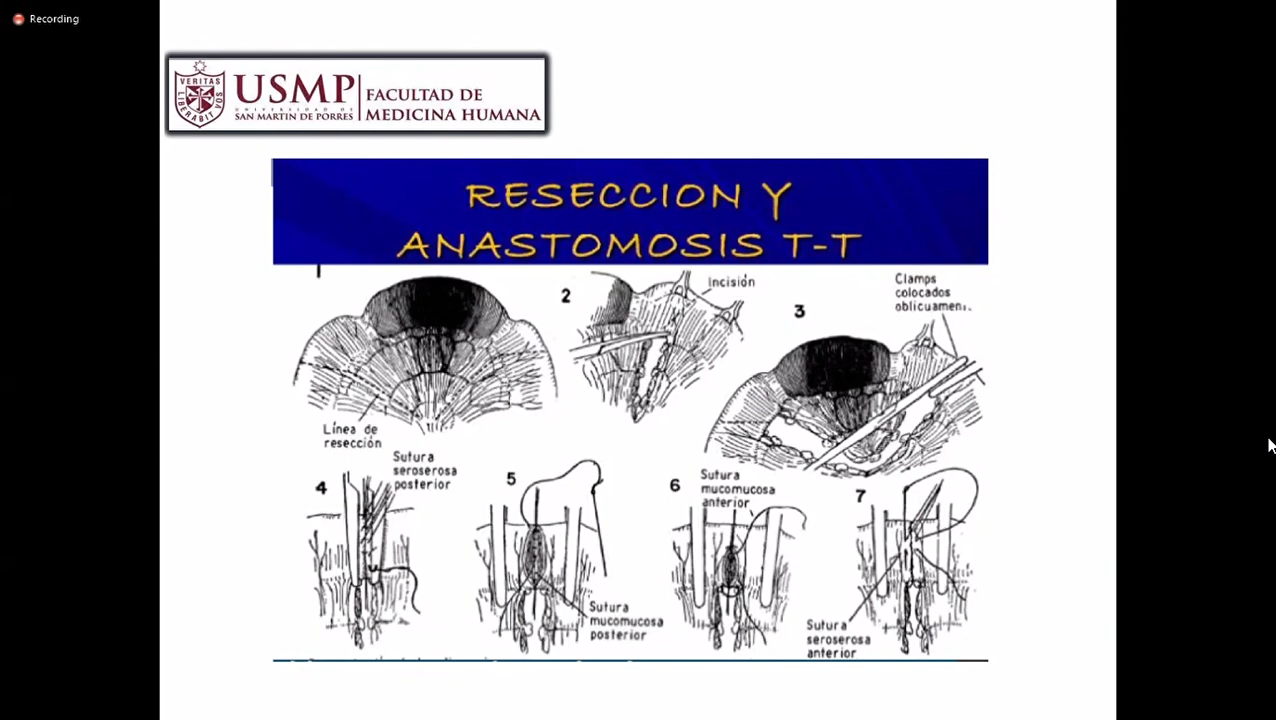 Recording
VERITAS
LIBERABIT VOS
USMP
UNIVERSIDAD DE
SAN MARTIN DE PORRES
FACULTAD DE
MEDICINA HUMANA
RESECCION Y
ANASTOMOSIS T-T
Línea de
resección
2
Incisión
3
Clamps
colocados
oblicuamen
4
Sutura
seroserosa
posterior
5
Sutura
mucomucosa
posterior
6
Sutura
mucomucosa
anterior
7
Sutura
seroserosa
anterior